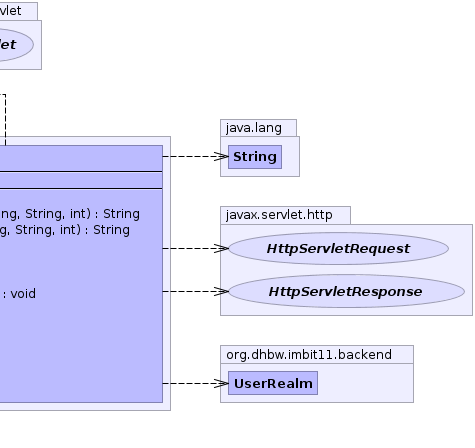 vlet
let
java.lang
String
ng, String, int) : String
g, String, int) : String
javax.servlet.http
HttpServletRequest
: void
HttpServletResponse
org.dhbw.imbit11.backend
UserRealm